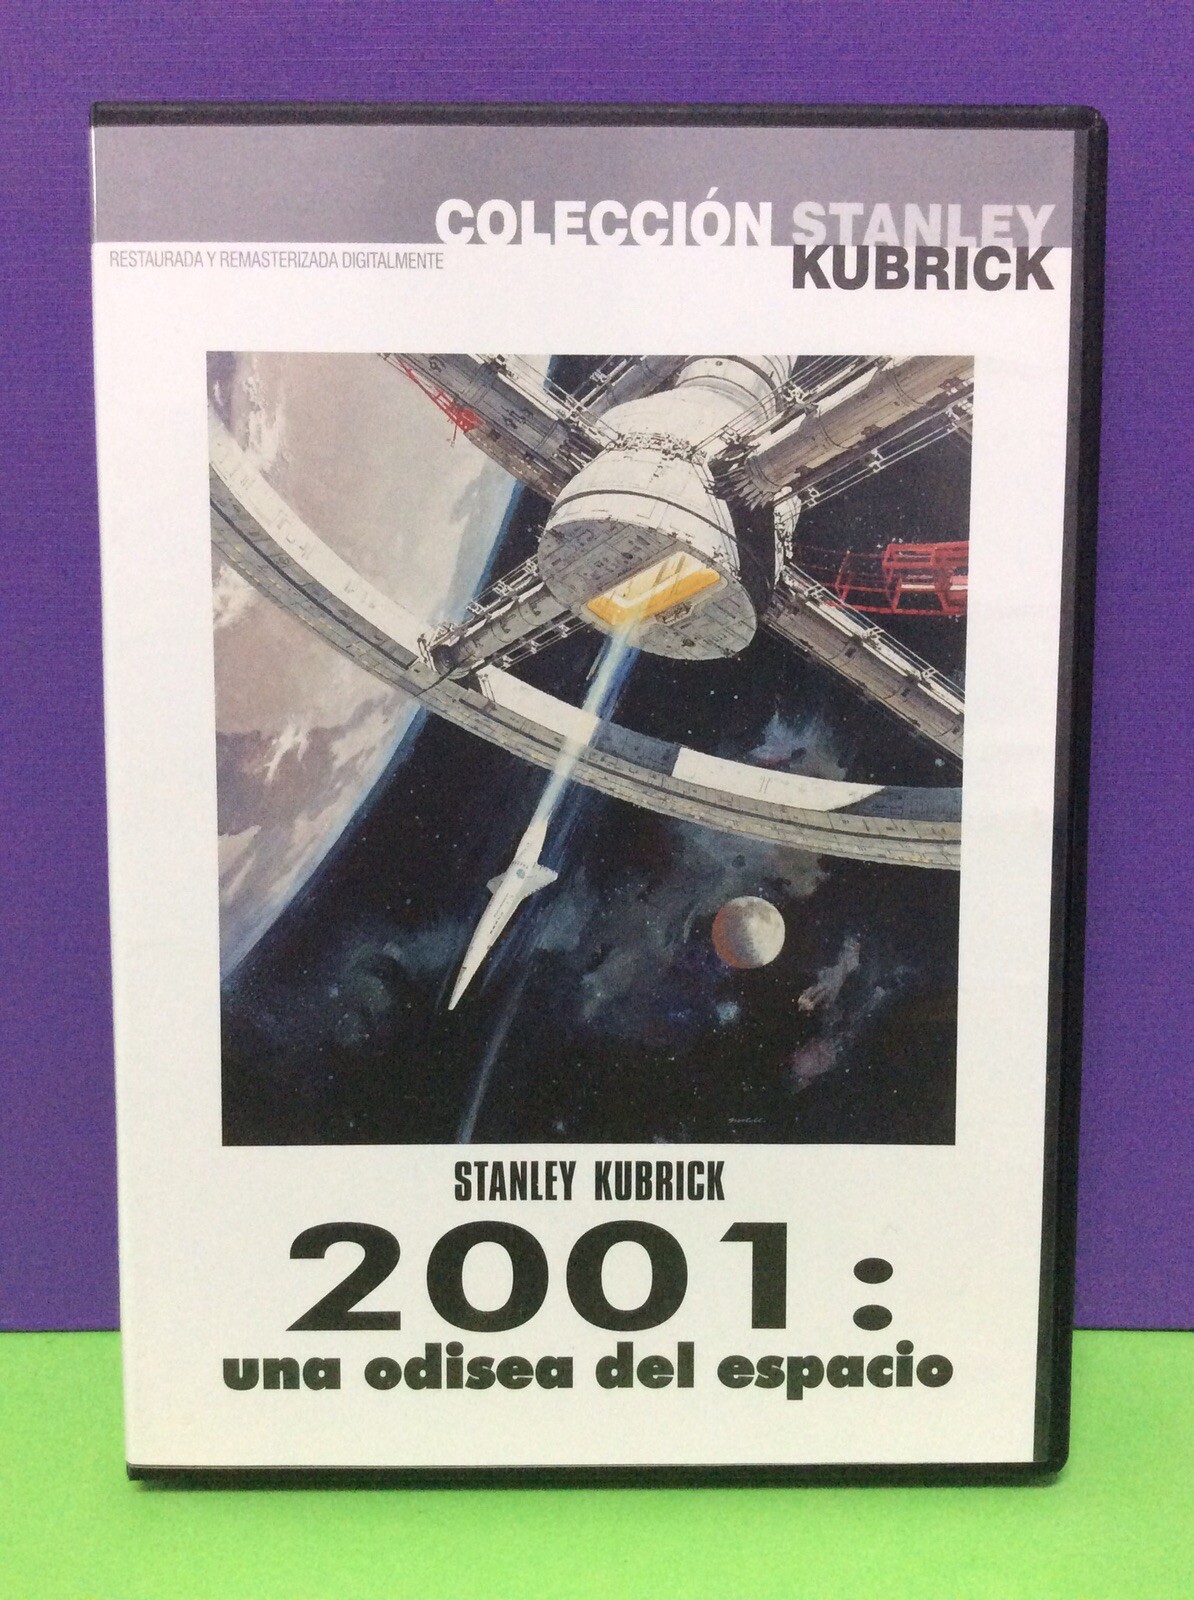 COLECCIÓN STANLEY
KUBRICK
RESTAURADA Y REMASTERIZADA DIGITALMENTE
STANLEY KUBRICK
2001:
una odisea del espacio